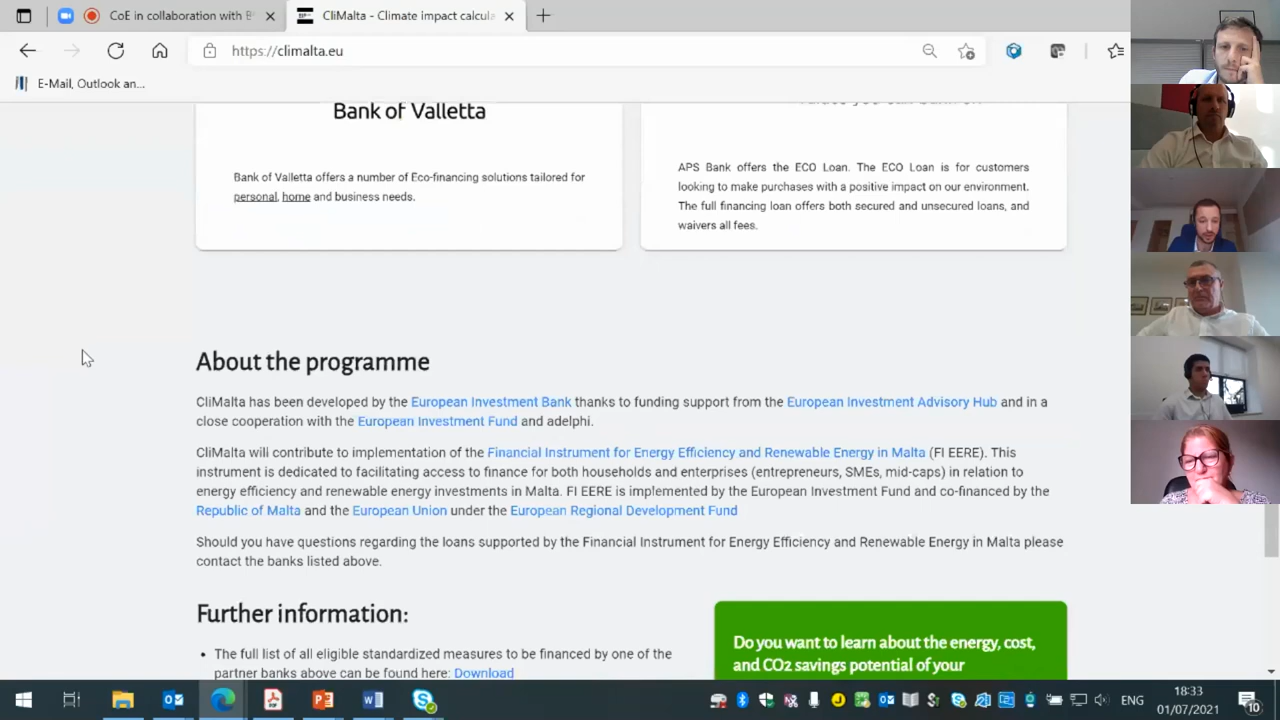 CoE in collaboration with B
CliMalta - Climate impact calcula
https://climalta.eu
E-Mail, Outlook an...
Bank of Valletta
Bank of Valletta offers a number of Eco-financing solutions tailored for
personal, home and business needs.
values you can bank on
APS Bank offers the ECO Loan. The ECO Loan is for customers
looking to make purchases with a positive impact on our environment.
The full financing loan offers both secured and unsecured loans, and
waivers all fees.
About the programme
CliMalta has been developed by the European Investment Bank thanks to funding support from the European Investment Advisory Hub and in a
close cooperation with the European Investment Fund and adelphi.
CliMalta will contribute to implementation of the Financial Instrument for Energy Efficiency and Renewable Energy in Malta (FI EERE). This
instrument is dedicated to facilitating access to finance for both households and enterprises (entrepreneurs, SMEs, mid-caps) in relation to
energy efficiency and renewable energy investments in Malta. FI EERE is implemented by the European Investment Fund and co-financed by the
Republic of Malta and the European Union under the European Regional Development Fund
Should you have questions regarding the loans supported by the Financial Instrument for Energy Efficiency and Renewable Energy in Malta please
contact the banks listed above.
Further information:
• The full list of all eligible standardized measures to be financed by one of the
partner banks above can be found here: Download
Do you want to learn about the energy, cost,
and CO2 savings potential of your
ENG
18:33
01/07/2021
10